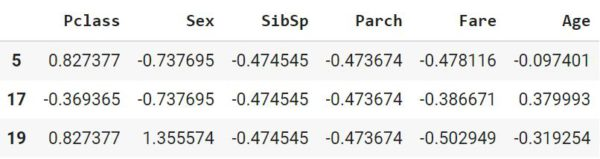 Pclass Sex SibSp Parch Fare Age
5 0.827377 -0.737695 -0.474545 -0.473674 -0.478116 -0.097401
17 -0.369365 -0.737695 -0.474545 -0.473674 -0.386671 0.379993
19 0.827377 1.355574 -0.474545 -0.473674 -0.502949 -0.319254